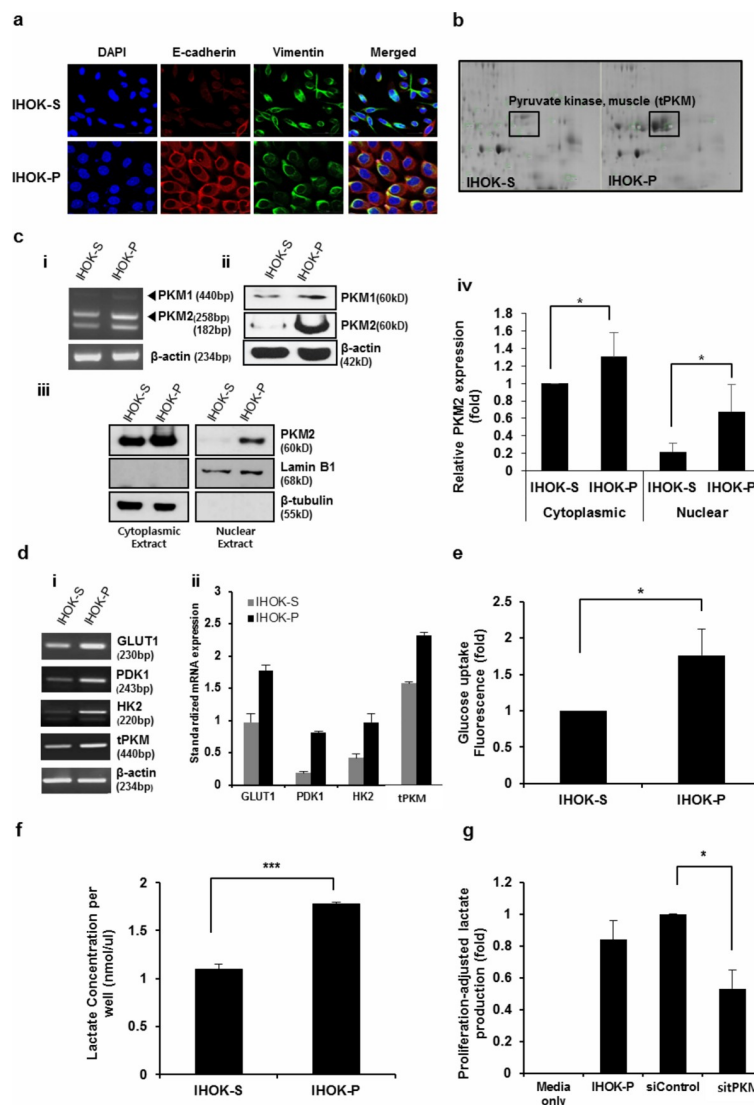 a
DAPI E-cadherin Vimentin Merged
IHOK-S
IHOK-P
b
Pyruvate kinase, muscle (tPKM)
IHOK-S IHOK-P
c
i
IHOK-S IHOK-P
PKM1 (440bp)
PKM2 (258bp)
(182bp)
β-actin (234bp)
ii
IHOK-S IHOK-P
PKM1(60kD)
PKM2(60kD)
β-actin
(42kD)
iii
IHOK-S IHOK-P IHOK-S IHOK-P
PKM2
(60kD)
Lamin B1
(68kD)
β-tubulin
(55kD)
Cytoplasmic Nuclear
Extract Extract
iv
Relative PKM2 expression
(fold)
1.8
1.6
1.4
1.2
1
0.8
0.6
0.4
0.2
0
*
*
IHOK-S IHOK-P IHOK-S IHOK-P
Cytoplasmic Nuclear
d
i
IHOK-S IHOK-P
GLUT1
(230bp)
PDK1
(243bp)
HK2
(220bp)
tPKM
(440bp)
β-actin
(234bp)
ii
Standardized mRNA expression
3
2.5
2
1.5
1
0.5
0
IHOK-S
IHOK-P
GLUT1 PDK1 HK2 tPKM
e
Glucose uptake
Fluorescence (fold)
2.5
2
1.5
1
0.5
0
*
IHOK-S IHOK-P
f
Lactate Concentration per
well (nmol/ul)
2
1.5
1
0.5
0
***
IHOK-S IHOK-P
g
Proliferation-adjusted lactate
production (fold)
1.4
1.2
1
0.8
0.6
0.4
0.2
0
*
Media
only
IHOK-P siControl sitPKM